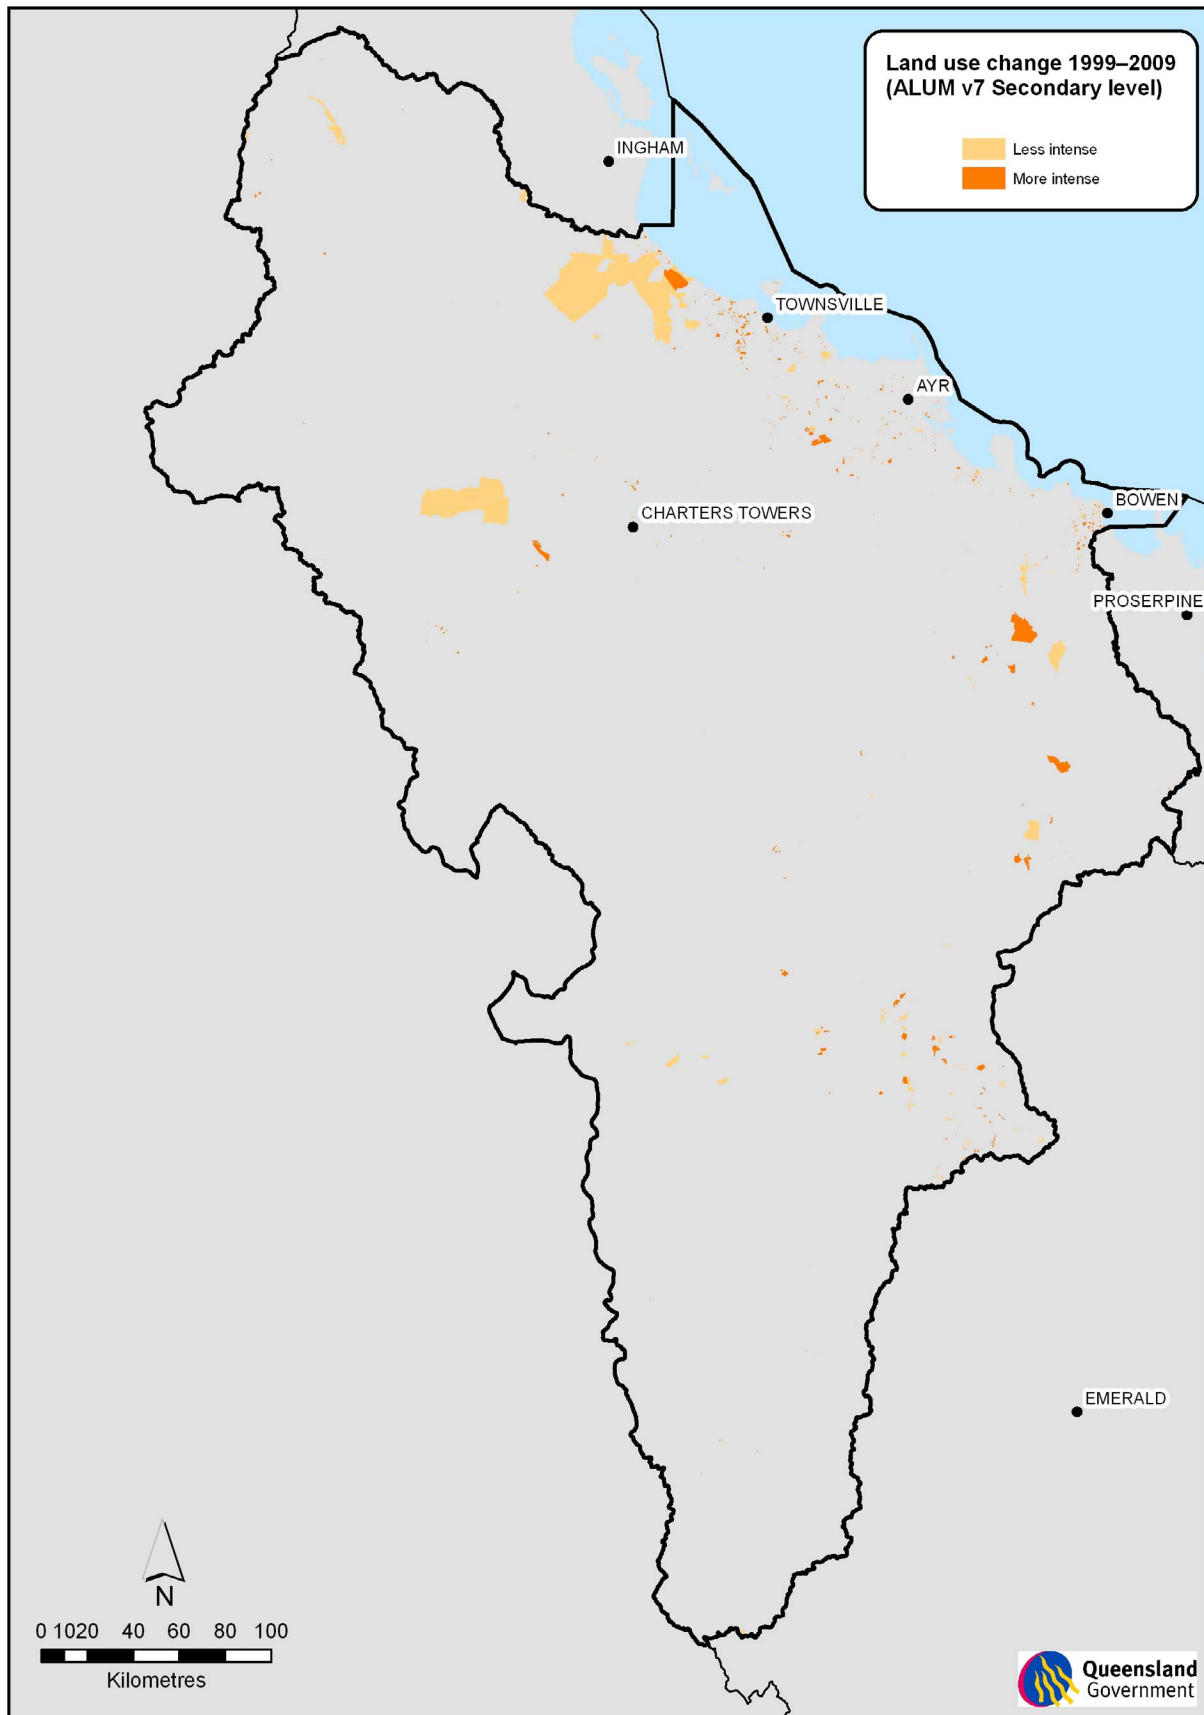 Land use change 1999–2009
(ALUM v7 Secondary level)
Less intense
More intense
INGHAM
TOWNSVILLE
AYR
CHARTERS TOWERS
BOWEN
PROSERPINE
EMERALD
N
0 1020 40 60 80 100
Kilometres
Queensland
Government